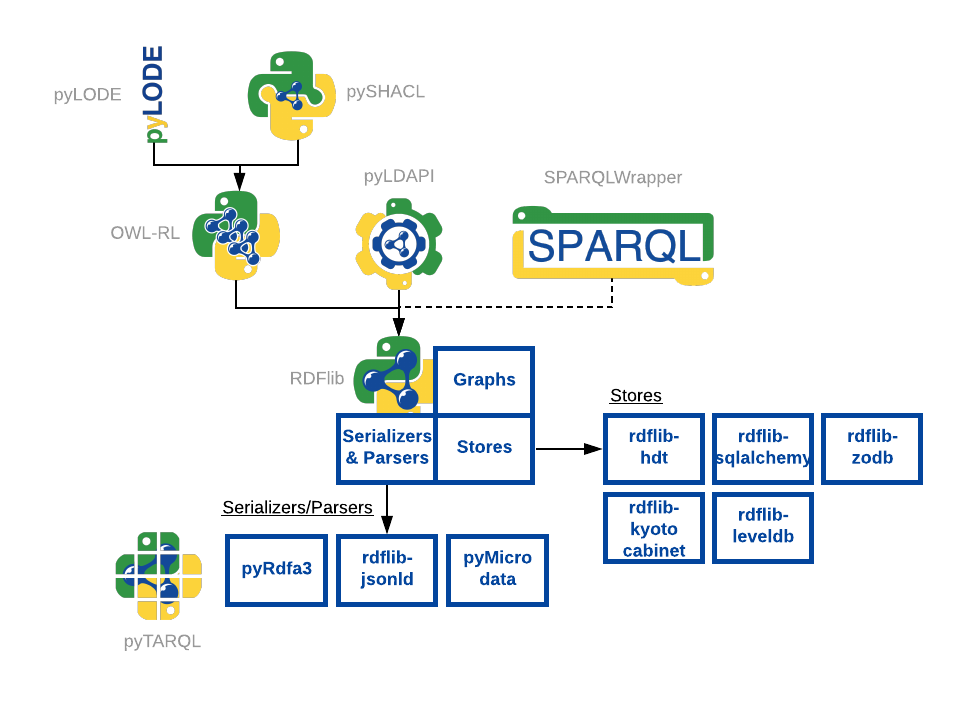 pyLODE
pyLODE
pySHACL
pyLDAPI
SPARQLWrapper
OWL-RL
SPARQL
RDFlib
Graphs
Serializers
& Parsers
Stores
Stores
rdflib-
hdt
rdflib-
sqlalchemy
rdflib-
zodb
rdflib-
kyoto
cabinet
rdflib-
leveldb
Serializers/Parsers
pyRdfa3
rdflib-
jsonld
pyMicro
data
pyTARQL